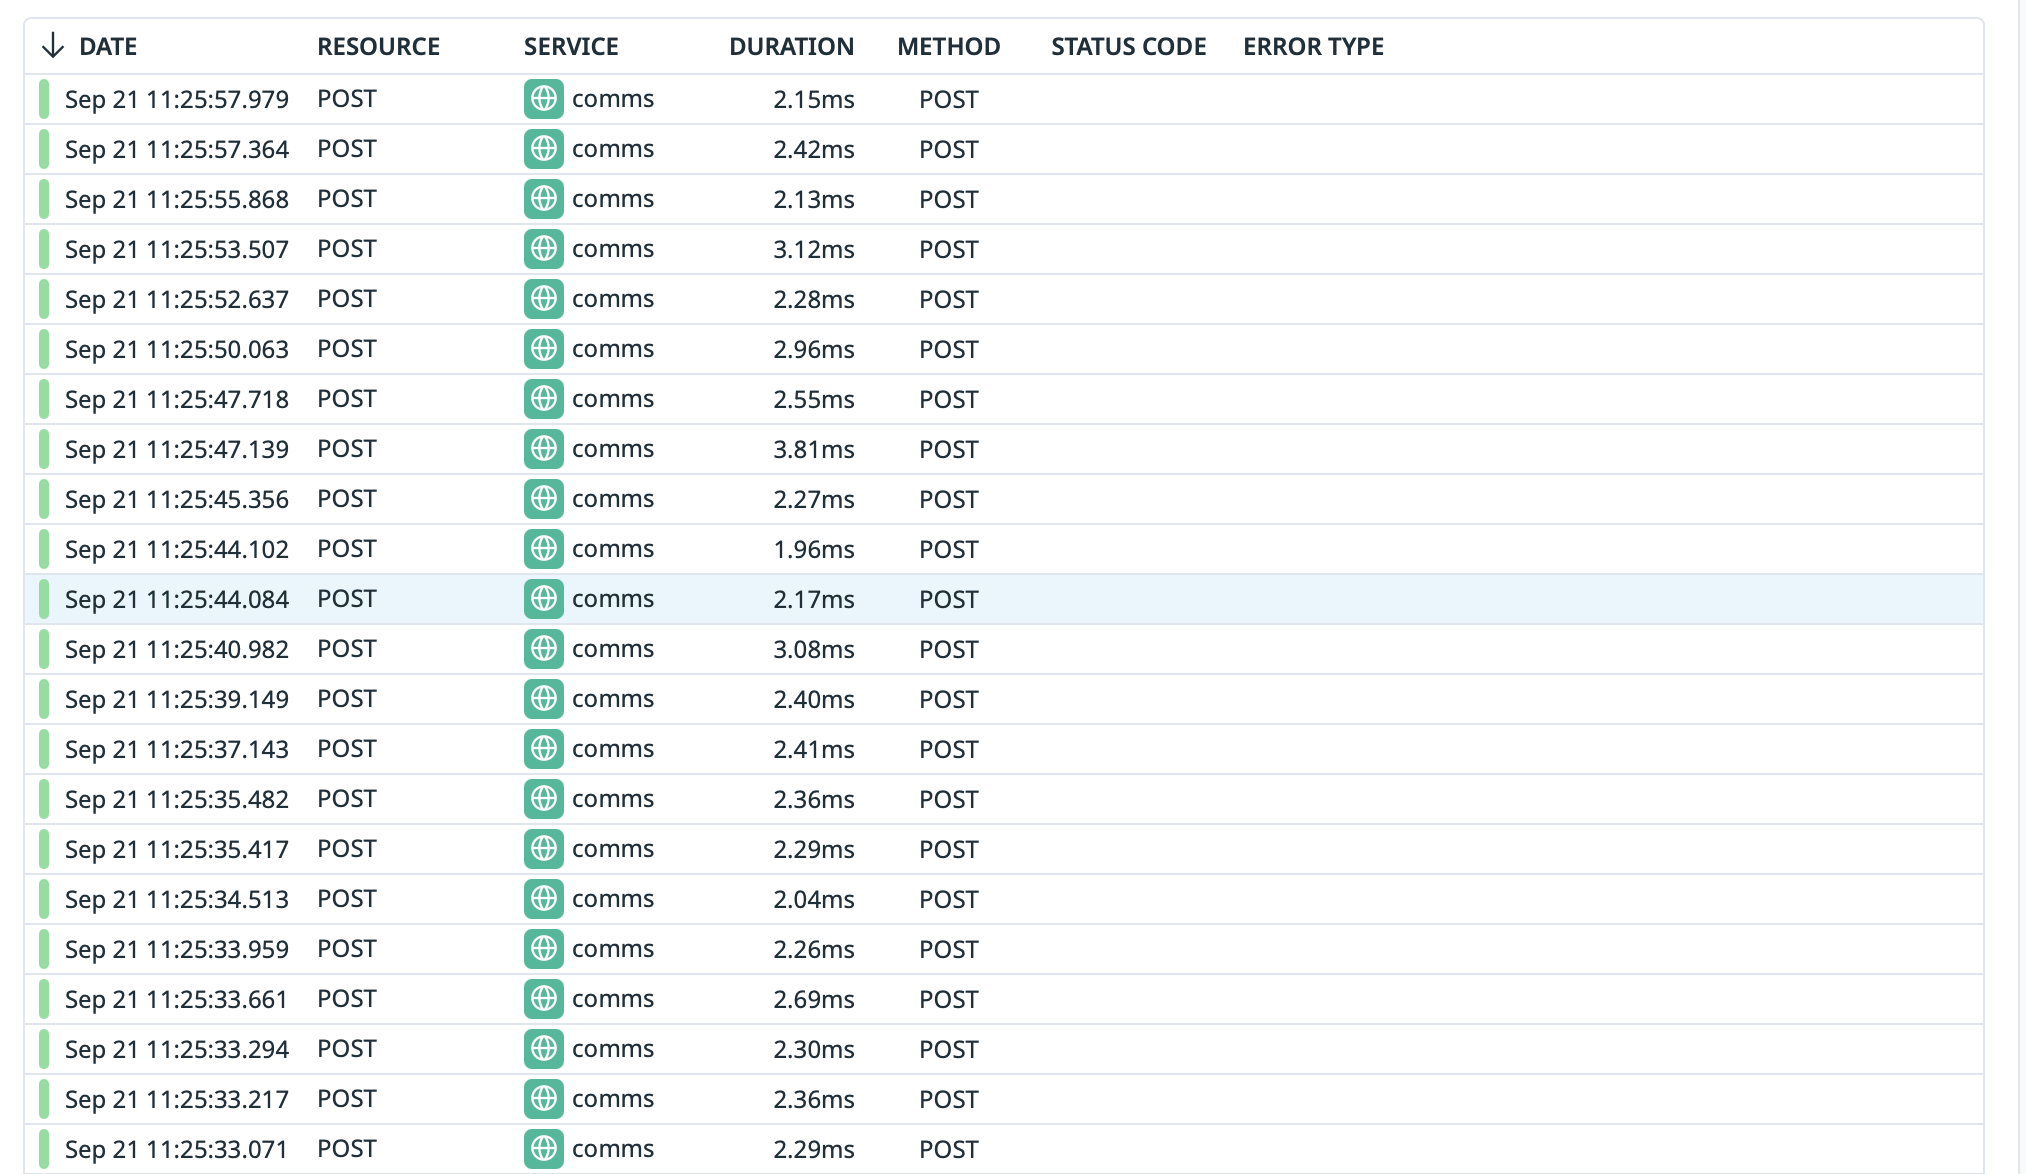 DATE RESOURCE SERVICE DURATION METHOD STATUS CODE ERROR TYPE
Sep 21 11:25:57.979 POST comms 2.15ms POST
Sep 21 11:25:57.364 POST comms 2.42ms POST
Sep 21 11:25:55.868 POST comms 2.13ms POST
Sep 21 11:25:53.507 POST comms 3.12ms POST
Sep 21 11:25:52.637 POST comms 2.28ms POST
Sep 21 11:25:50.063 POST comms 2.96ms POST
Sep 21 11:25:47.718 POST comms 2.55ms POST
Sep 21 11:25:47.139 POST comms 3.81ms POST
Sep 21 11:25:45.356 POST comms 2.27ms POST
Sep 21 11:25:44.102 POST comms 1.96ms POST
Sep 21 11:25:44.084 POST comms 2.17ms POST
Sep 21 11:25:40.982 POST comms 3.08ms POST
Sep 21 11:25:39.149 POST comms 2.40ms POST
Sep 21 11:25:37.143 POST comms 2.41ms POST
Sep 21 11:25:35.482 POST comms 2.36ms POST
Sep 21 11:25:35.417 POST comms 2.29ms POST
Sep 21 11:25:34.513 POST comms 2.04ms POST
Sep 21 11:25:33.959 POST comms 2.26ms POST
Sep 21 11:25:33.661 POST comms 2.69ms POST
Sep 21 11:25:33.294 POST comms 2.30ms POST
Sep 21 11:25:33.217 POST comms 2.36ms POST
Sep 21 11:25:33.071 POST comms 2.29ms POST